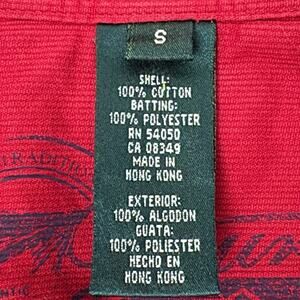 S
SHELL:
100% COTTON
BATTING:
100% POLYESTER
RN 54050
CA 08349
MADE IN
HONG KONG
EXTERIOR:
100% ALGODON
GUATA:
100% POLIESTER
HECHO EN
HONG KONG